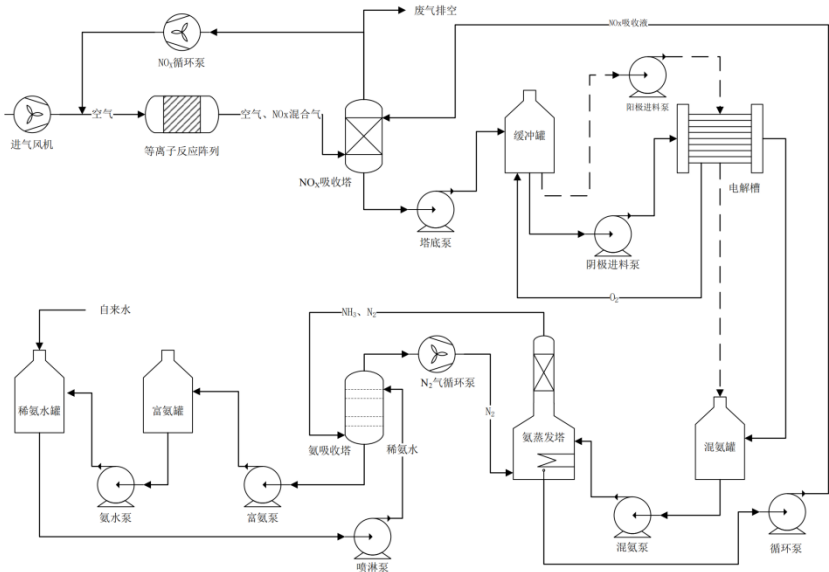 废气排空
NOx吸收液
NOX循环泵
阳极进料泵
空气
空气、NOx混合气
缓冲罐
进气风机
等离子反应阵列
NOX吸收塔
电解槽
塔底泵
阴极进料泵
O2
自来水
NH3、N2
N2气循环泵
N2
稀氨水罐
富氨罐
氨吸收塔
稀氨水
氨蒸发塔
混氨罐
氨水泵
富氨泵
混氨泵
循环泵
喷淋泵